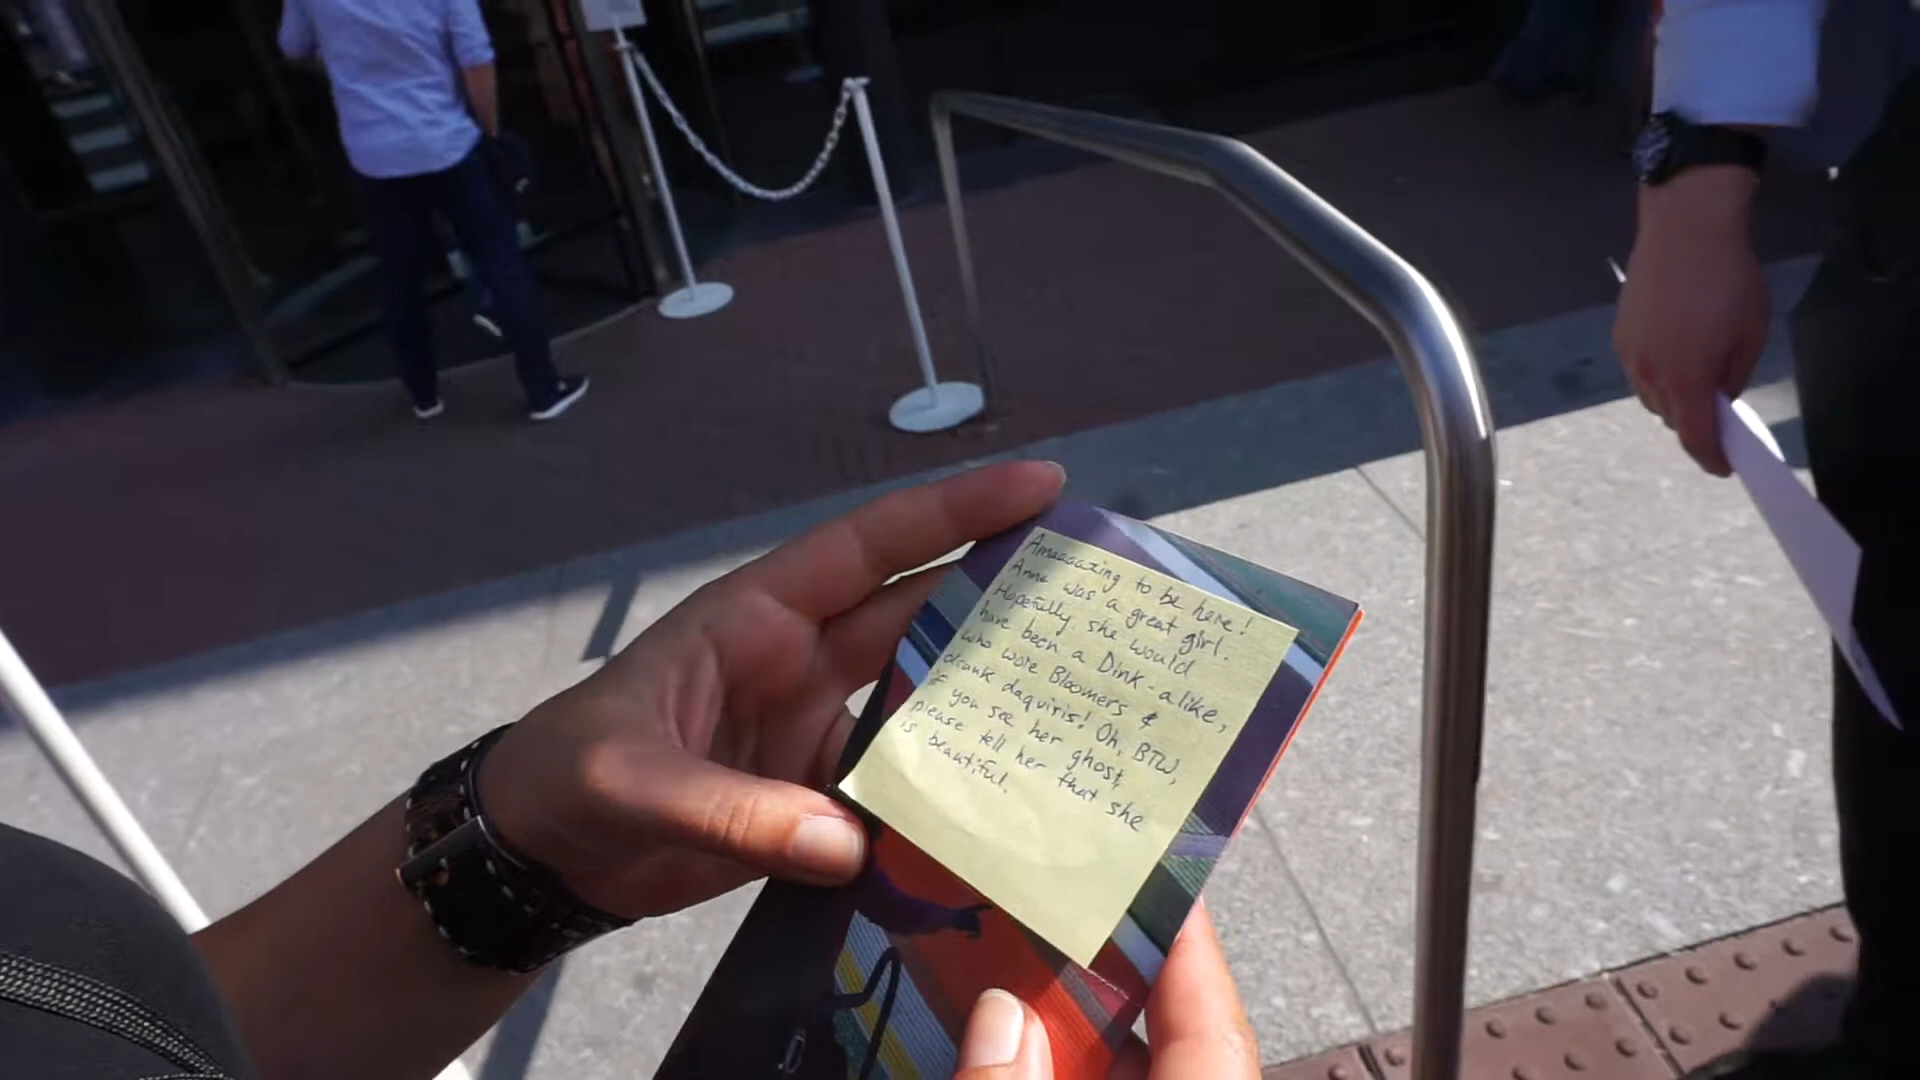 Amaaaazing to be here!
Anne was a great girl.
Hopefully she would
have been a Dink-alike,
who wore Bloomers &
drank daquiris! Oh, BTW,
if you see her ghost,
please tell her that she
is beautiful.